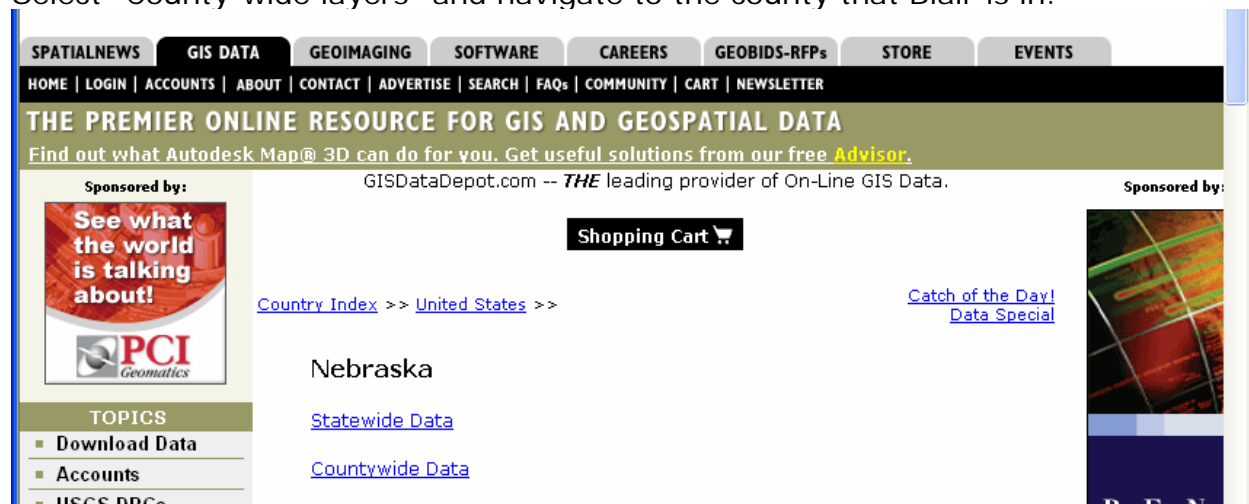 Select "County-wide layers" and navigate to the county that Blair is in.
SPATIALNEWS GIS DATA GEOIMAGING SOFTWARE CAREERS GEOBIDS-RFPs STORE EVENTS
HOME | LOGIN | ACCOUNTS | ABOUT | CONTACT | ADVERTISE | SEARCH | FAQs | COMMUNITY | CART | NEWSLETTER
THE PREMIER ONLINE RESOURCE FOR GIS AND GEOSPATIAL DATA
Find out what Autodesk Map® 3D can do for you. Get useful solutions from our free Advisor.
Sponsored by:
GISDataDepot.com -- THE leading provider of On-Line GIS Data.
Sponsored by:
See what
the world
is talking
about!
PCI
Geomatics
Shopping Cart
Country Index >> United States >>
Catch of the Day!
Data Special
Nebraska
Statewide Data
Countywide Data
TOPICS
Download Data
Accounts
USGS DRGs